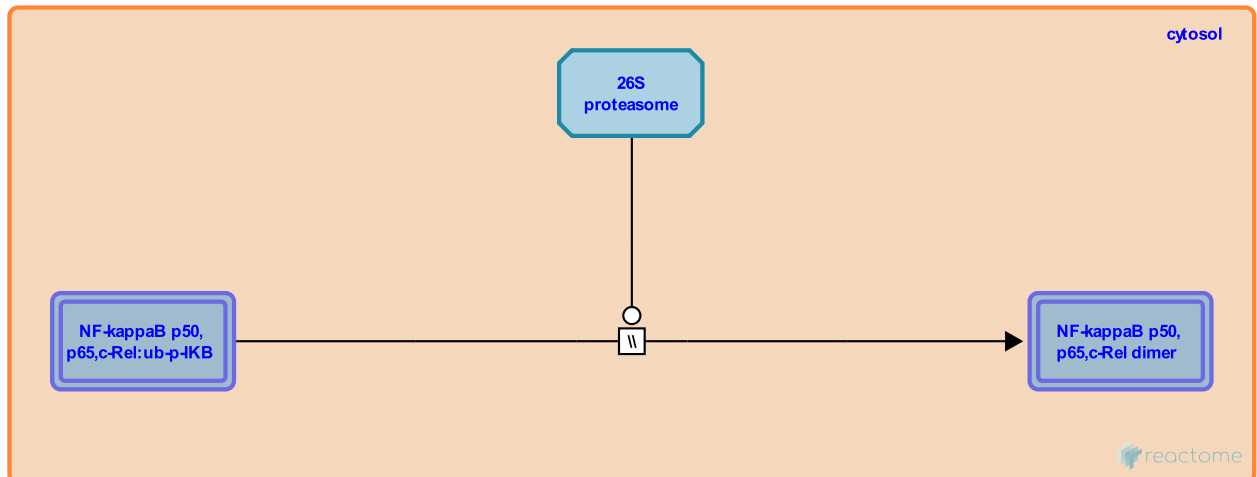 cytosol
26S
proteasome
NF-kappaB p50,
p65,c-Rel:ub-p-IKB
\\
NF-kappaB p50,
p65,c-Rel dimer
reactome